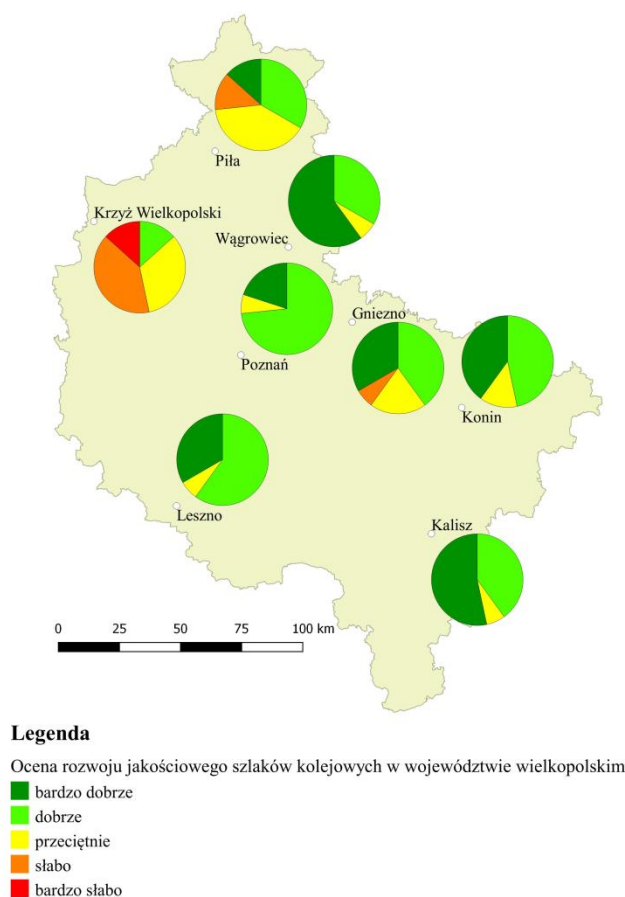 Piła
Krzyż Wielkopolski
Wągrowiec
Gniezno
Poznań
Konin
Leszno
Kalisz
0 25 50 75 100 km
Legenda
Ocena rozwoju jakościowego szlaków kolejowych w województwie wielkopolskim
bardzo dobrze
dobrze
przeciętnie
słabo
bardzo słabo